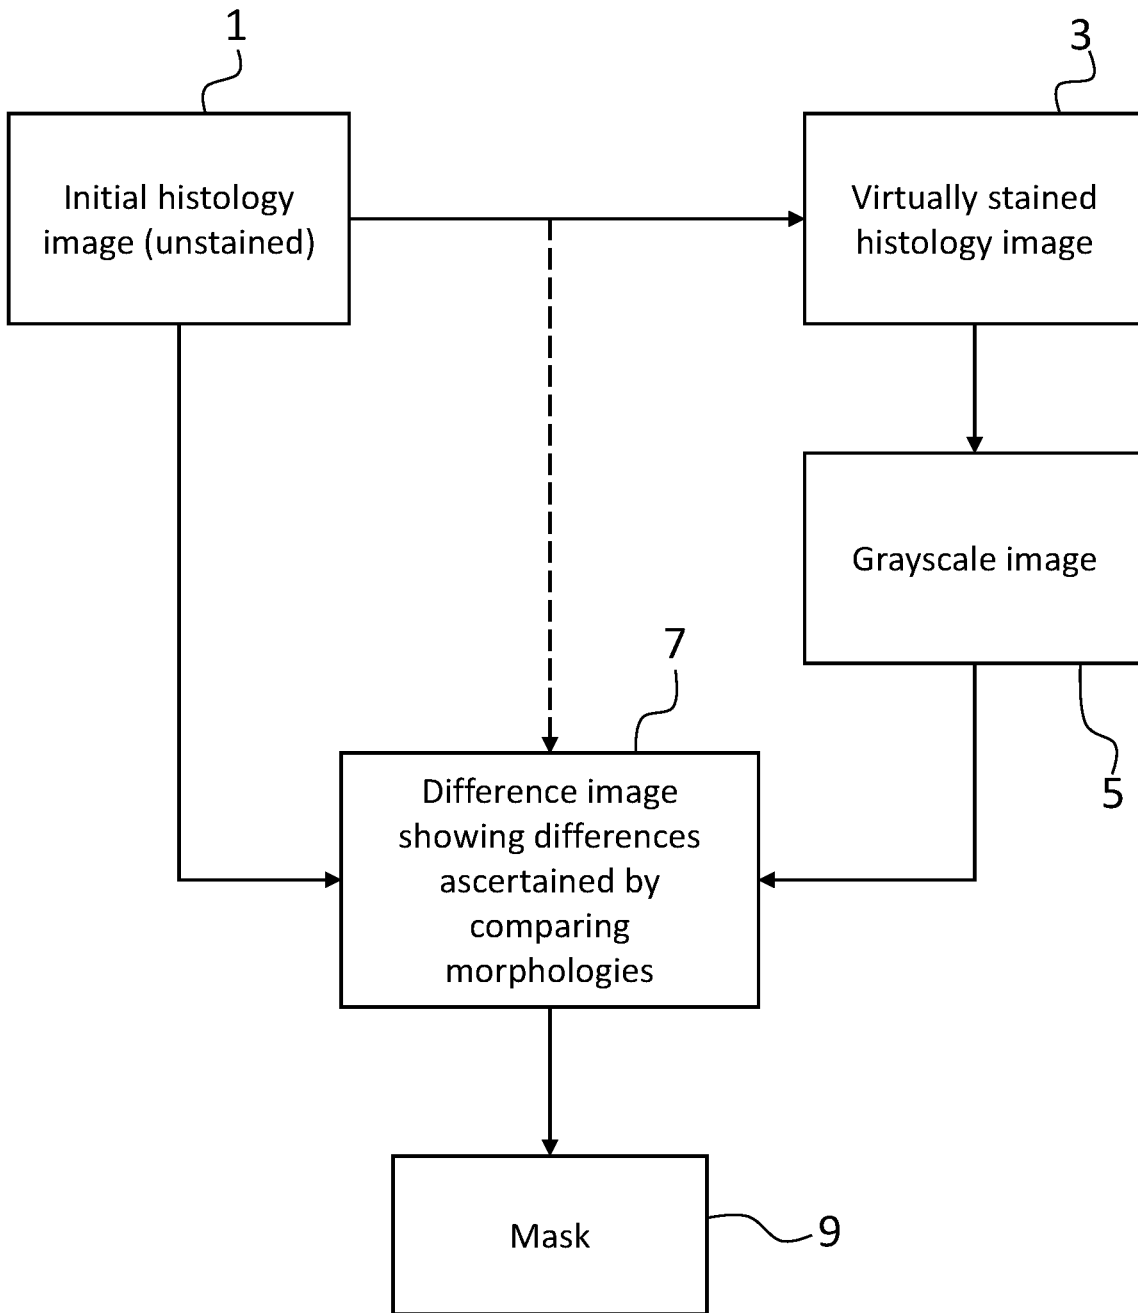 1
3
Initial histology
image (unstained)
Virtually stained
histology image
Grayscale image
7
5
Difference image
showing differences
ascertained by
comparing
morphologies
Mask
9